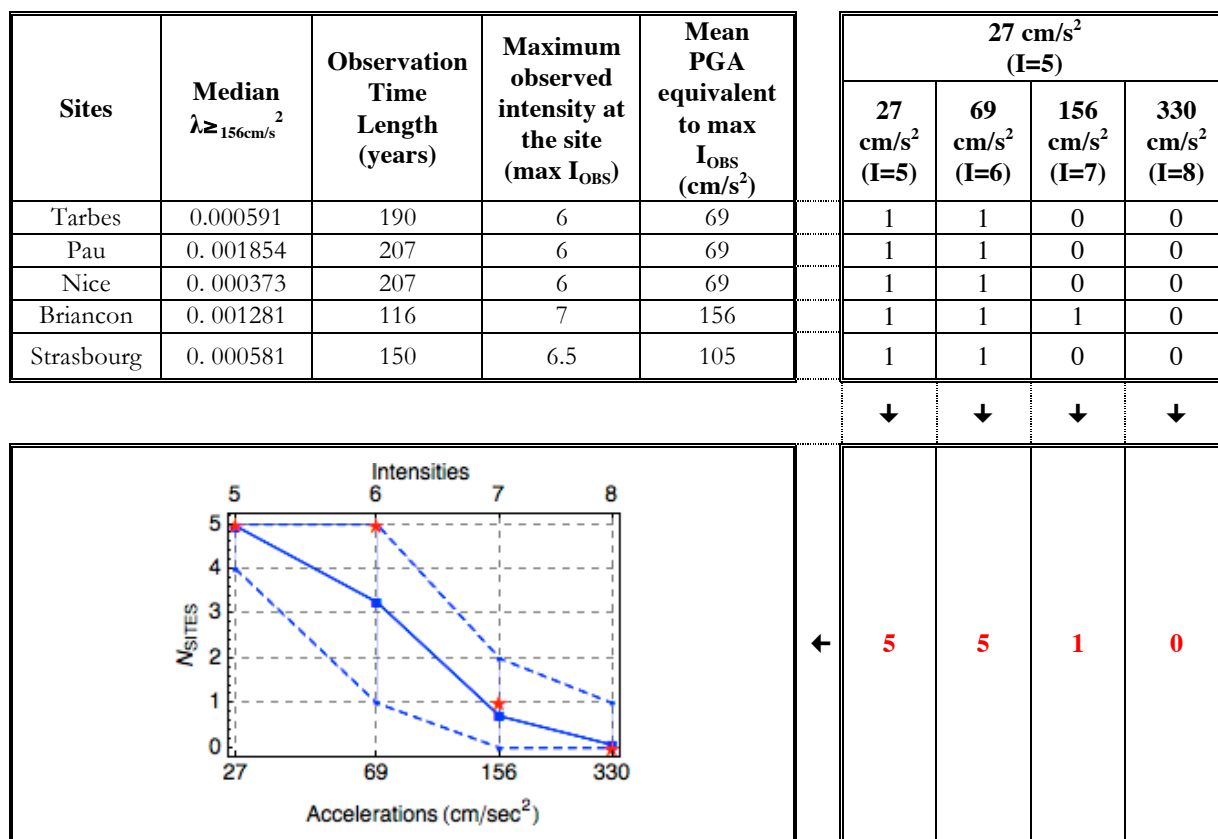 Sites
Median
λ≥ 156cm/s²
Observation
Time
Length
(years)
Maximum
observed
intensity at
the site
(max I_OBS)
Mean
PGA
equivalent
to max
I_OBS
(cm/s²)
27 cm/s²
(I=5)
27
cm/s²
(I=5)
69
cm/s²
(I=6)
156
cm/s²
(I=7)
330
cm/s²
(I=8)
Tarbes 0.000591 190 6 69 1 1 0 0
Pau 0. 001854 207 6 69 1 1 0 0
Nice 0. 000373 207 6 69 1 1 0 0
Briancon 0. 001281 116 7 156 1 1 1 0
Strasbourg 0. 000581 150 6.5 105 1 1 0 0
Intensities
5 6 7 8
5
4
3
2
1
0
N_SITES
27 69 156 330
Accelerations (cm/sec²)
5 5 1 0